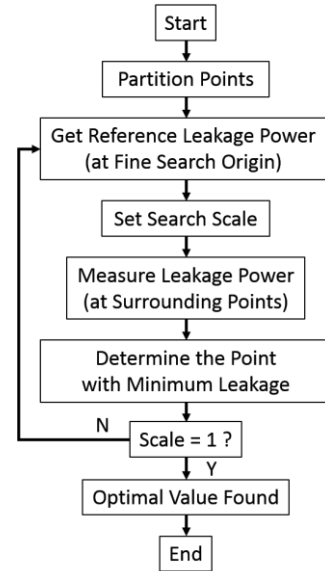 Start
Partition Points
Get Reference Leakage Power
(at Fine Search Origin)
Set Search Scale
Measure Leakage Power
(at Surrounding Points)
Determine the Point
with Minimum Leakage
N
Scale = 1 ?
Y
Optimal Value Found
End